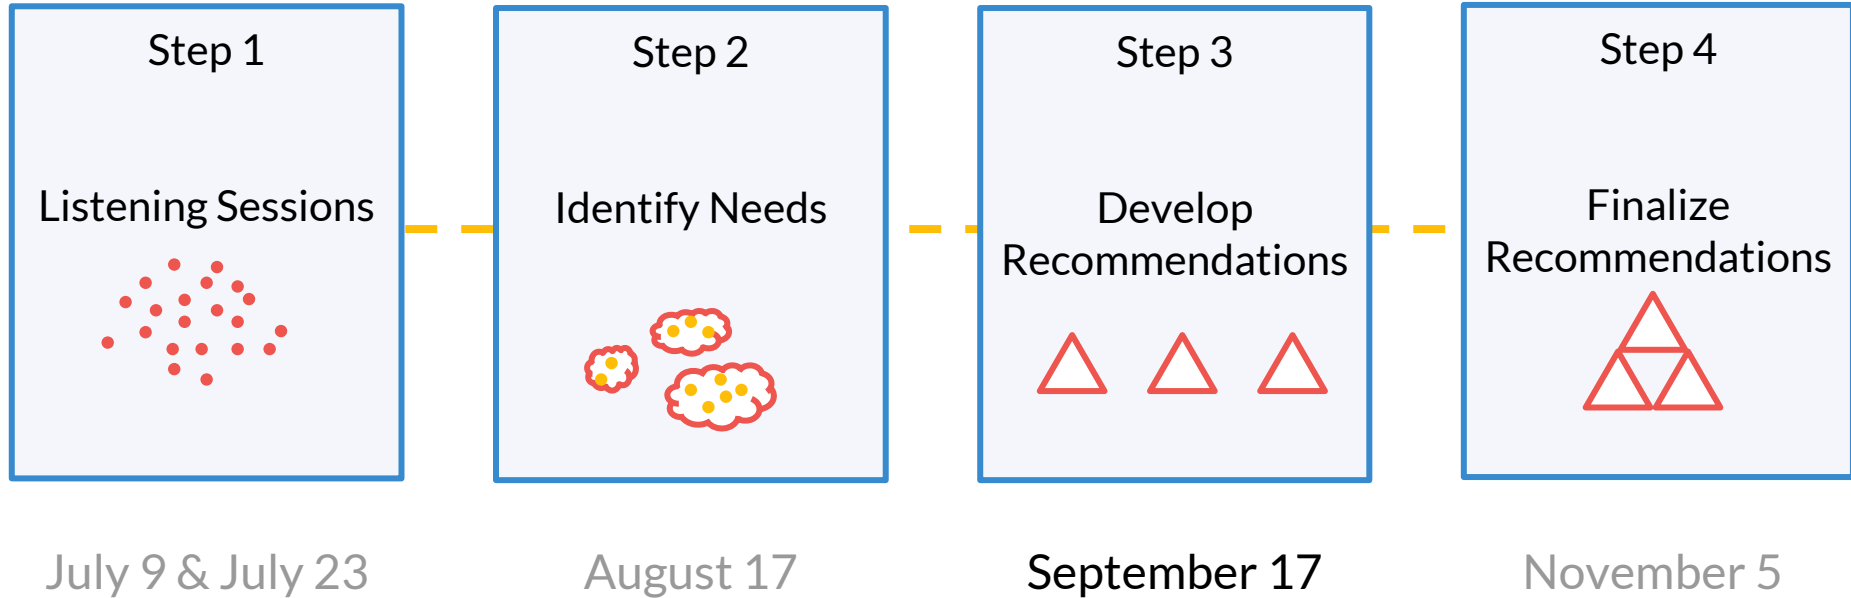 Step 1
Listening Sessions
July 9 & July 23
Step 2
Identify Needs
August 17
Step 3
Develop
Recommendations
September 17
Step 4
Finalize
Recommendations
November 5